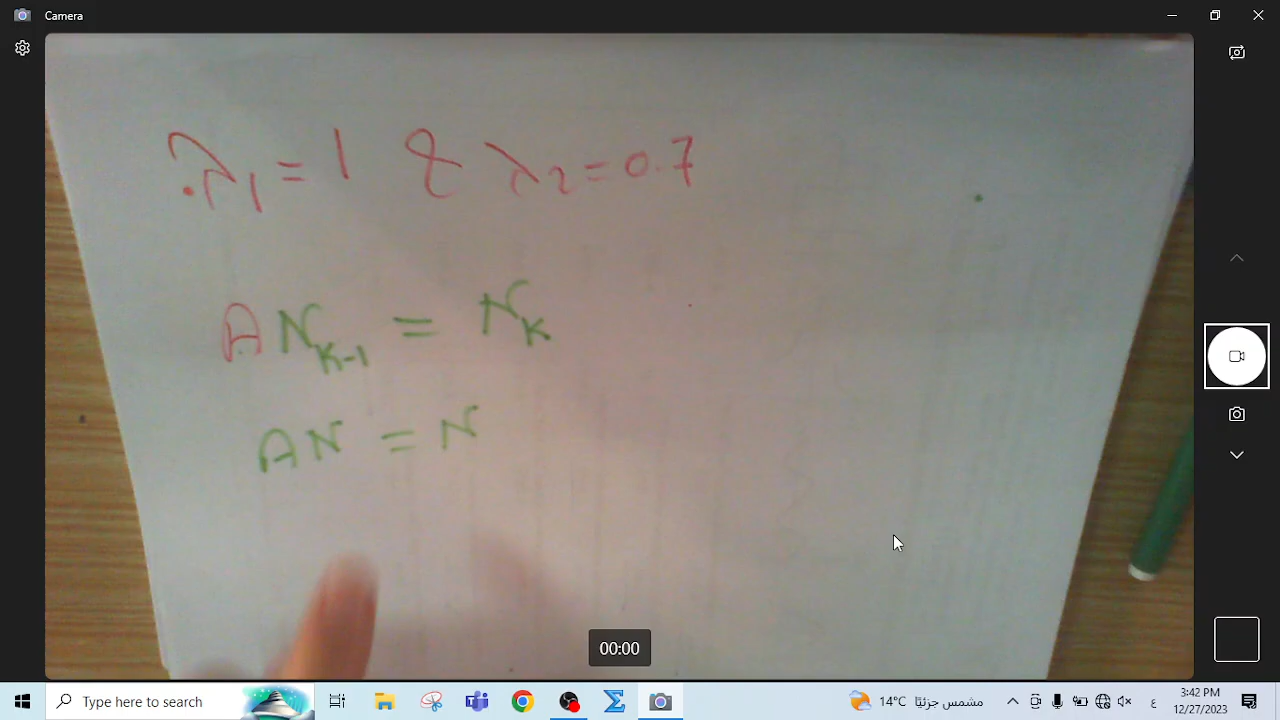 Camera
λ₁ = 1 & λ₂ = 0.7
A N_{K-1} = N_K
AN = N
00:00
Type here to search
14°C مشمس جزئيًا
ع
3:42 PM
12/27/2023